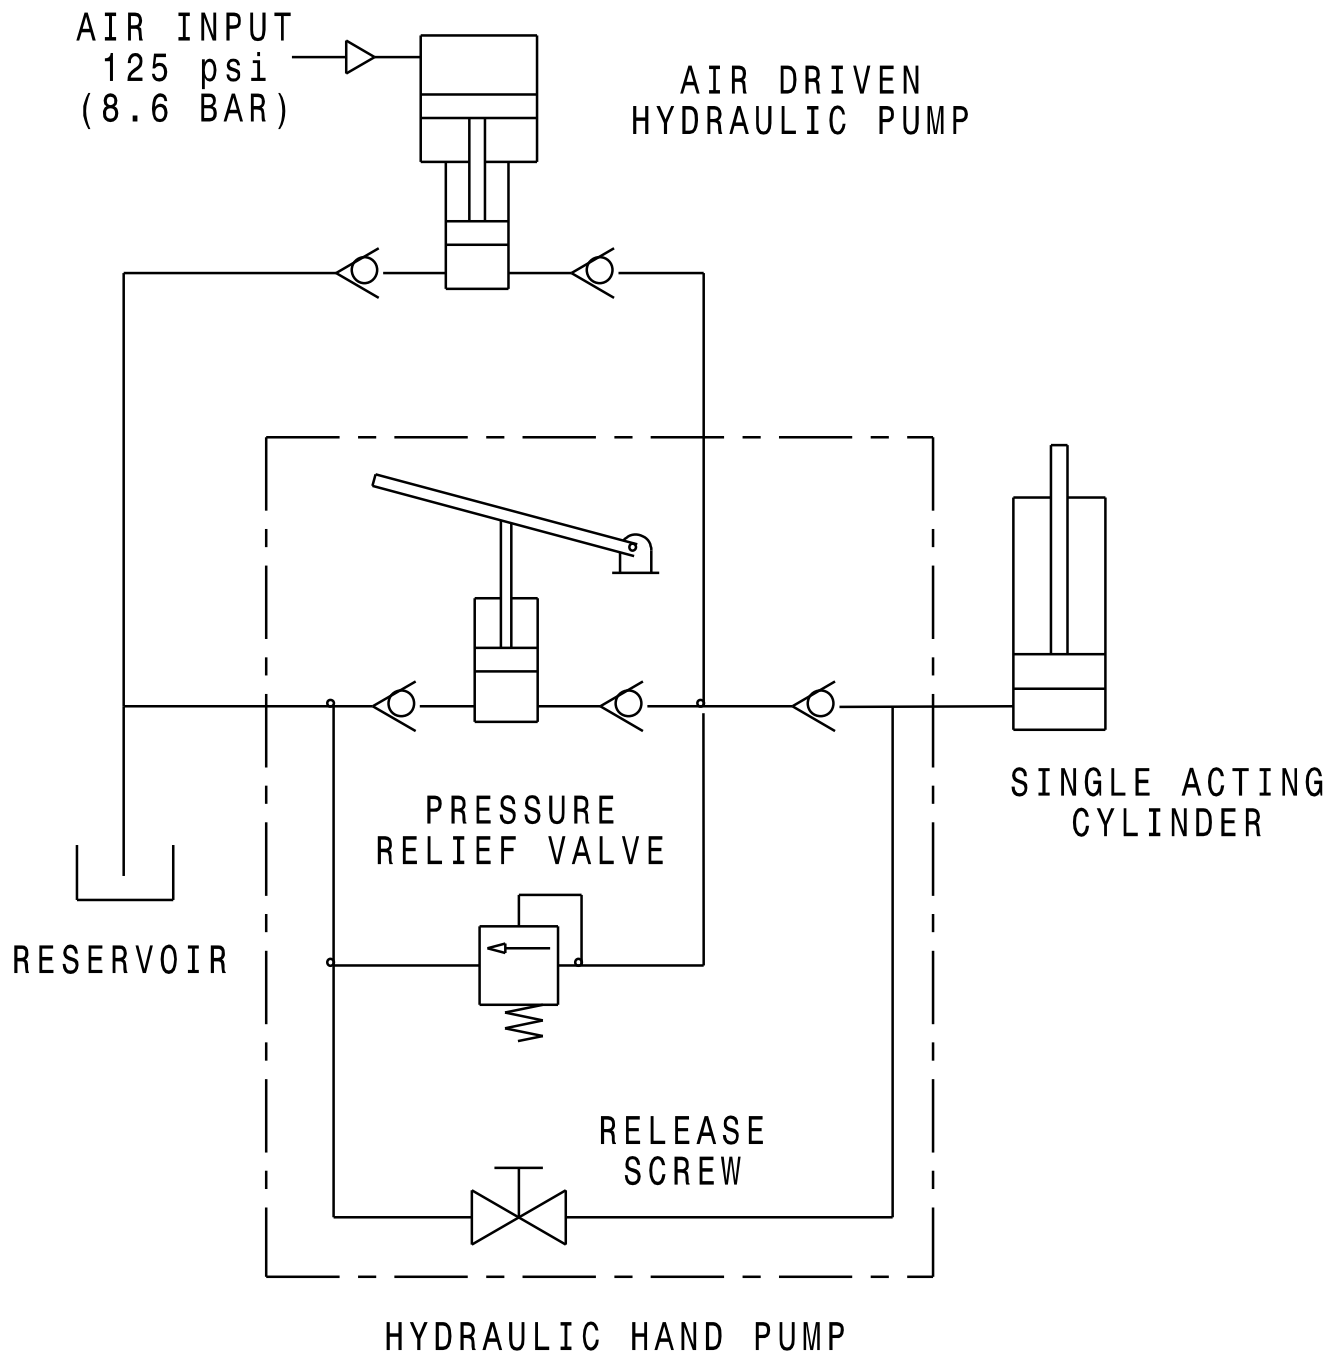 AIR INPUT
125 psi
(8.6 BAR)
AIR DRIVEN
HYDRAULIC PUMP
SINGLE ACTING
CYLINDER
PRESSURE
RELIEF VALVE
RESERVOIR
RELEASE
SCREW
HYDRAULIC HAND PUMP